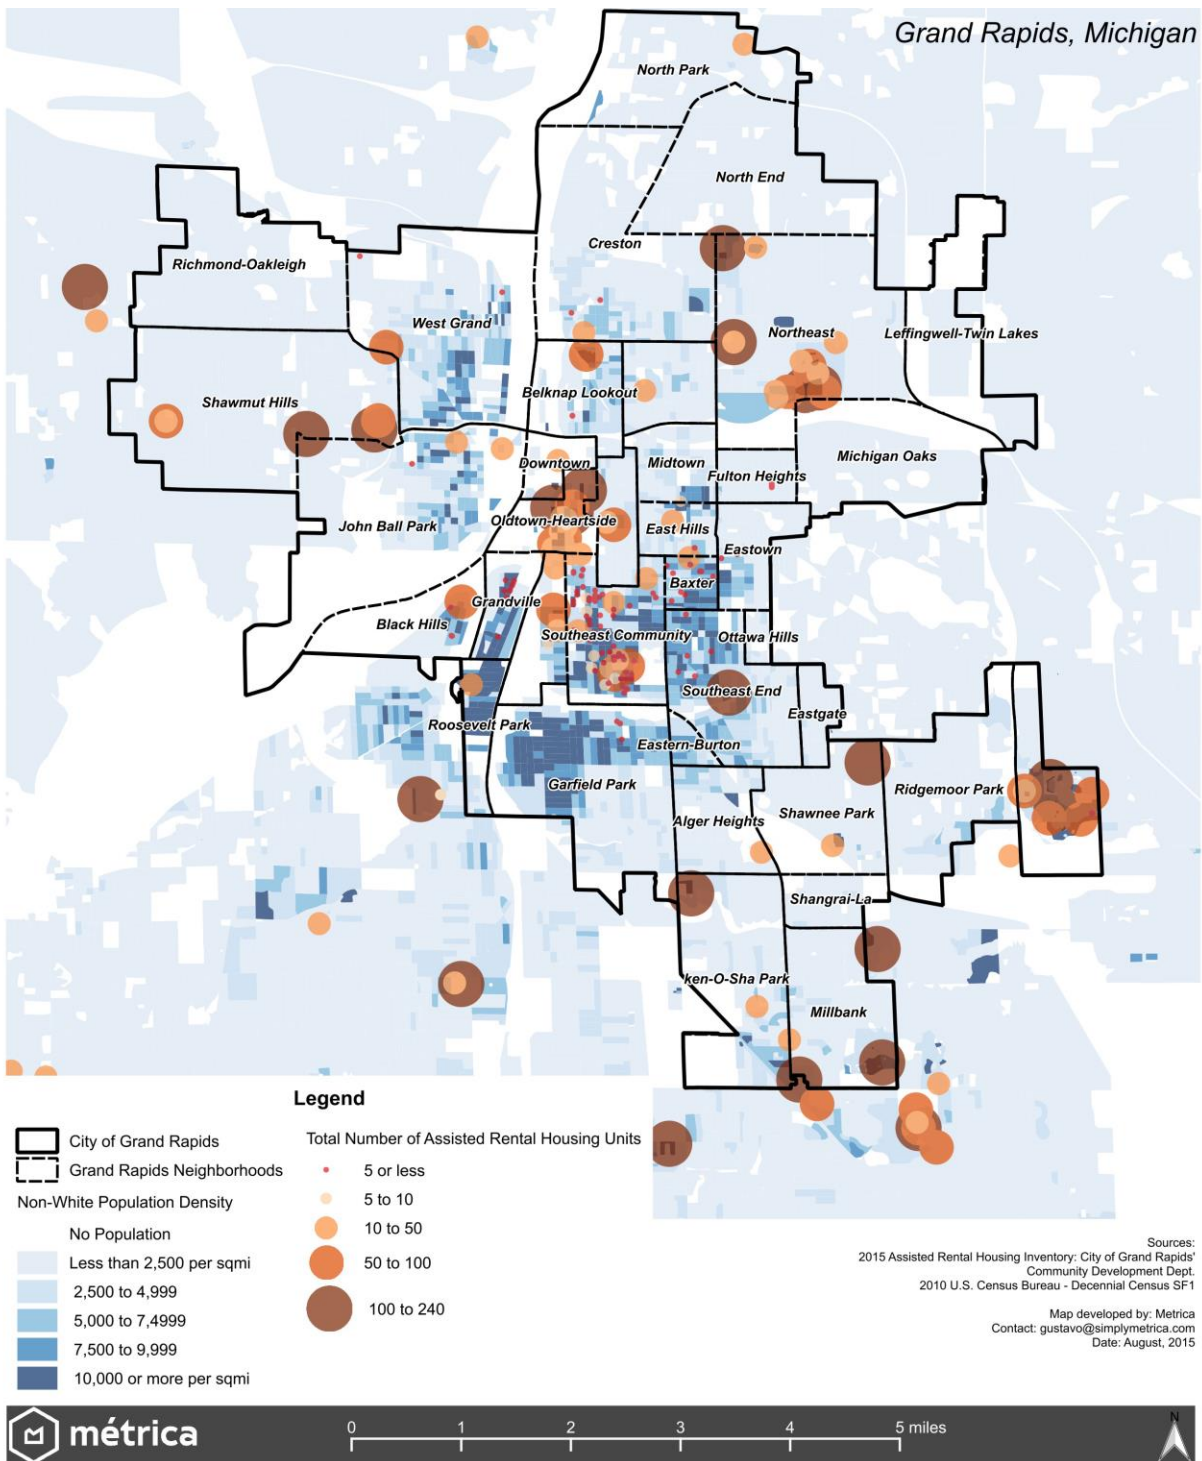 Grand Rapids, Michigan
North Park
North End
Creston
Richmond-Oakleigh
West Grand
Northeast
Leffingwell-Twin Lakes
Shawmut Hills
Belknap Lookout
Downtown
Midtown
Michigan Oaks
Fulton Heights
John Ball Park
Oldtown-Heartside
East Hills
Eastown
Baxter
Grandville
Black Hills
Southeast Community
Ottawa Hills
Southeast End
Eastgate
Roosevelt Park
Eastern-Burton
Garfield Park
Ridgemoor Park
Alger Heights
Shawnee Park
Shangrai-La
ken-O-Sha Park
Millbank
Legend
City of Grand Rapids
Grand Rapids Neighborhoods
Non-White Population Density
No Population
Less than 2,500 per sqmi
2,500 to 4,999
5,000 to 7,4999
7,500 to 9,999
10,000 or more per sqmi
Total Number of Assisted Rental Housing Units
5 or less
5 to 10
10 to 50
50 to 100
100 to 240
Sources:
2015 Assisted Rental Housing Inventory: City of Grand Rapids'
Community Development Dept.
2010 U.S. Census Bureau - Decennial Census SF1
Map developed by: Metrica
Contact: gustavo@simplymetrica.com
Date: August, 2015
métrica
0 1 2 3 4 5 miles
N